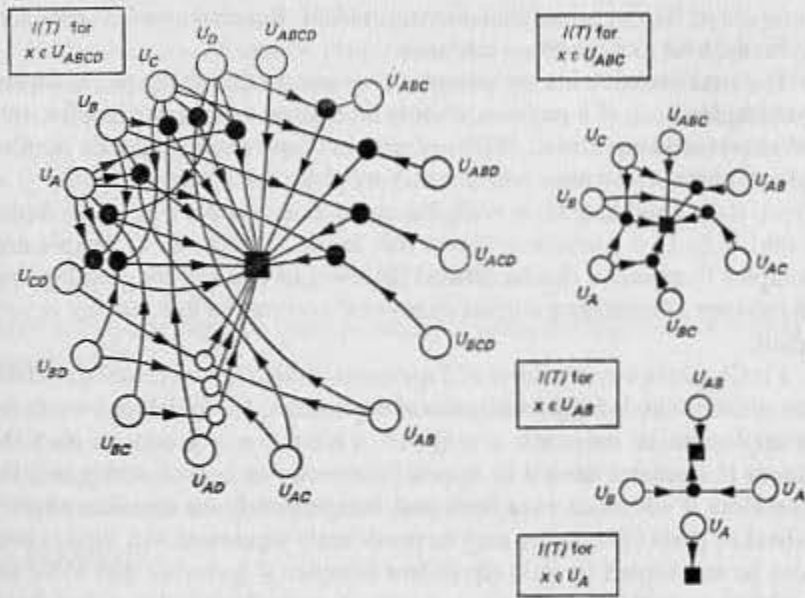 I(T) for
x ∈ U_ABCD
U_A
U_B
U_C
U_D
U_ABCD
U_ABC
U_ABD
U_ACD
U_BCD
U_AB
U_AC
U_AD
U_BC
U_BD
U_CD
I(T) for
x ∈ U_ABC
U_ABC
U_C
U_B
U_A
U_AB
U_AC
U_BC
I(T) for
x ∈ U_AB
U_AB
U_B
U_A
I(T) for
x ∈ U_A
U_A